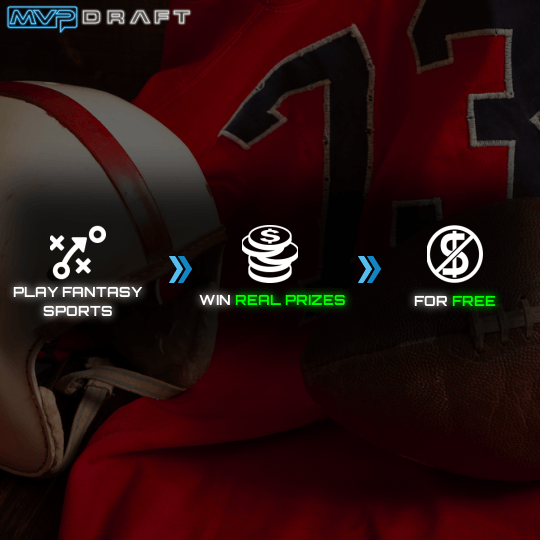 MVP DRAFT
PLAY FANTASY
SPORTS
WIN REAL PRIZES
FOR FREE